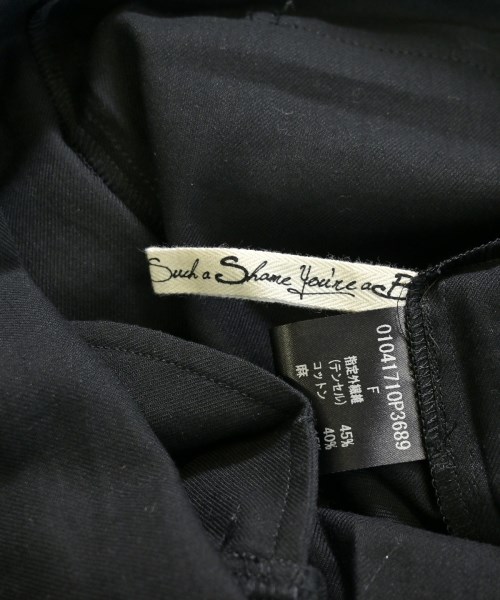 Such a Shame You're a B
01041710P3689
F
指定外繊維
(テンセル) 45%
コットン 40%
麻